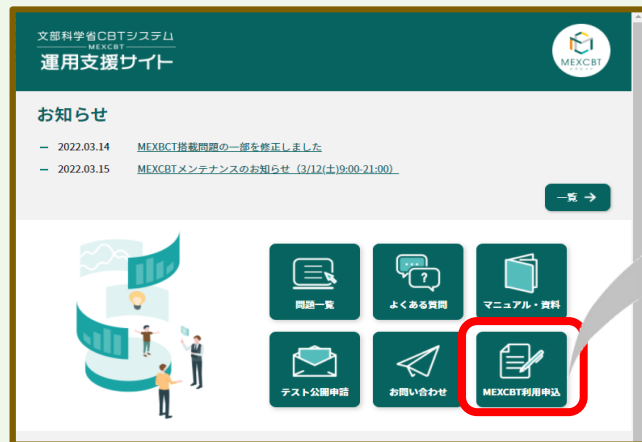 文部科学省CBTシステム
MEXCBT
運用支援サイト
MEXCBT
お知らせ
2022.03.14 MEXBCT搭載問題の一部を修正しました
2022.03.15 MEXCBTメンテナンスのお知らせ（3/12(土)9:00-21:00）
一覧 →
問題一覧
よくある質問
マニュアル・資料
テスト公開申請
お問い合わせ
MEXCBT利用申込